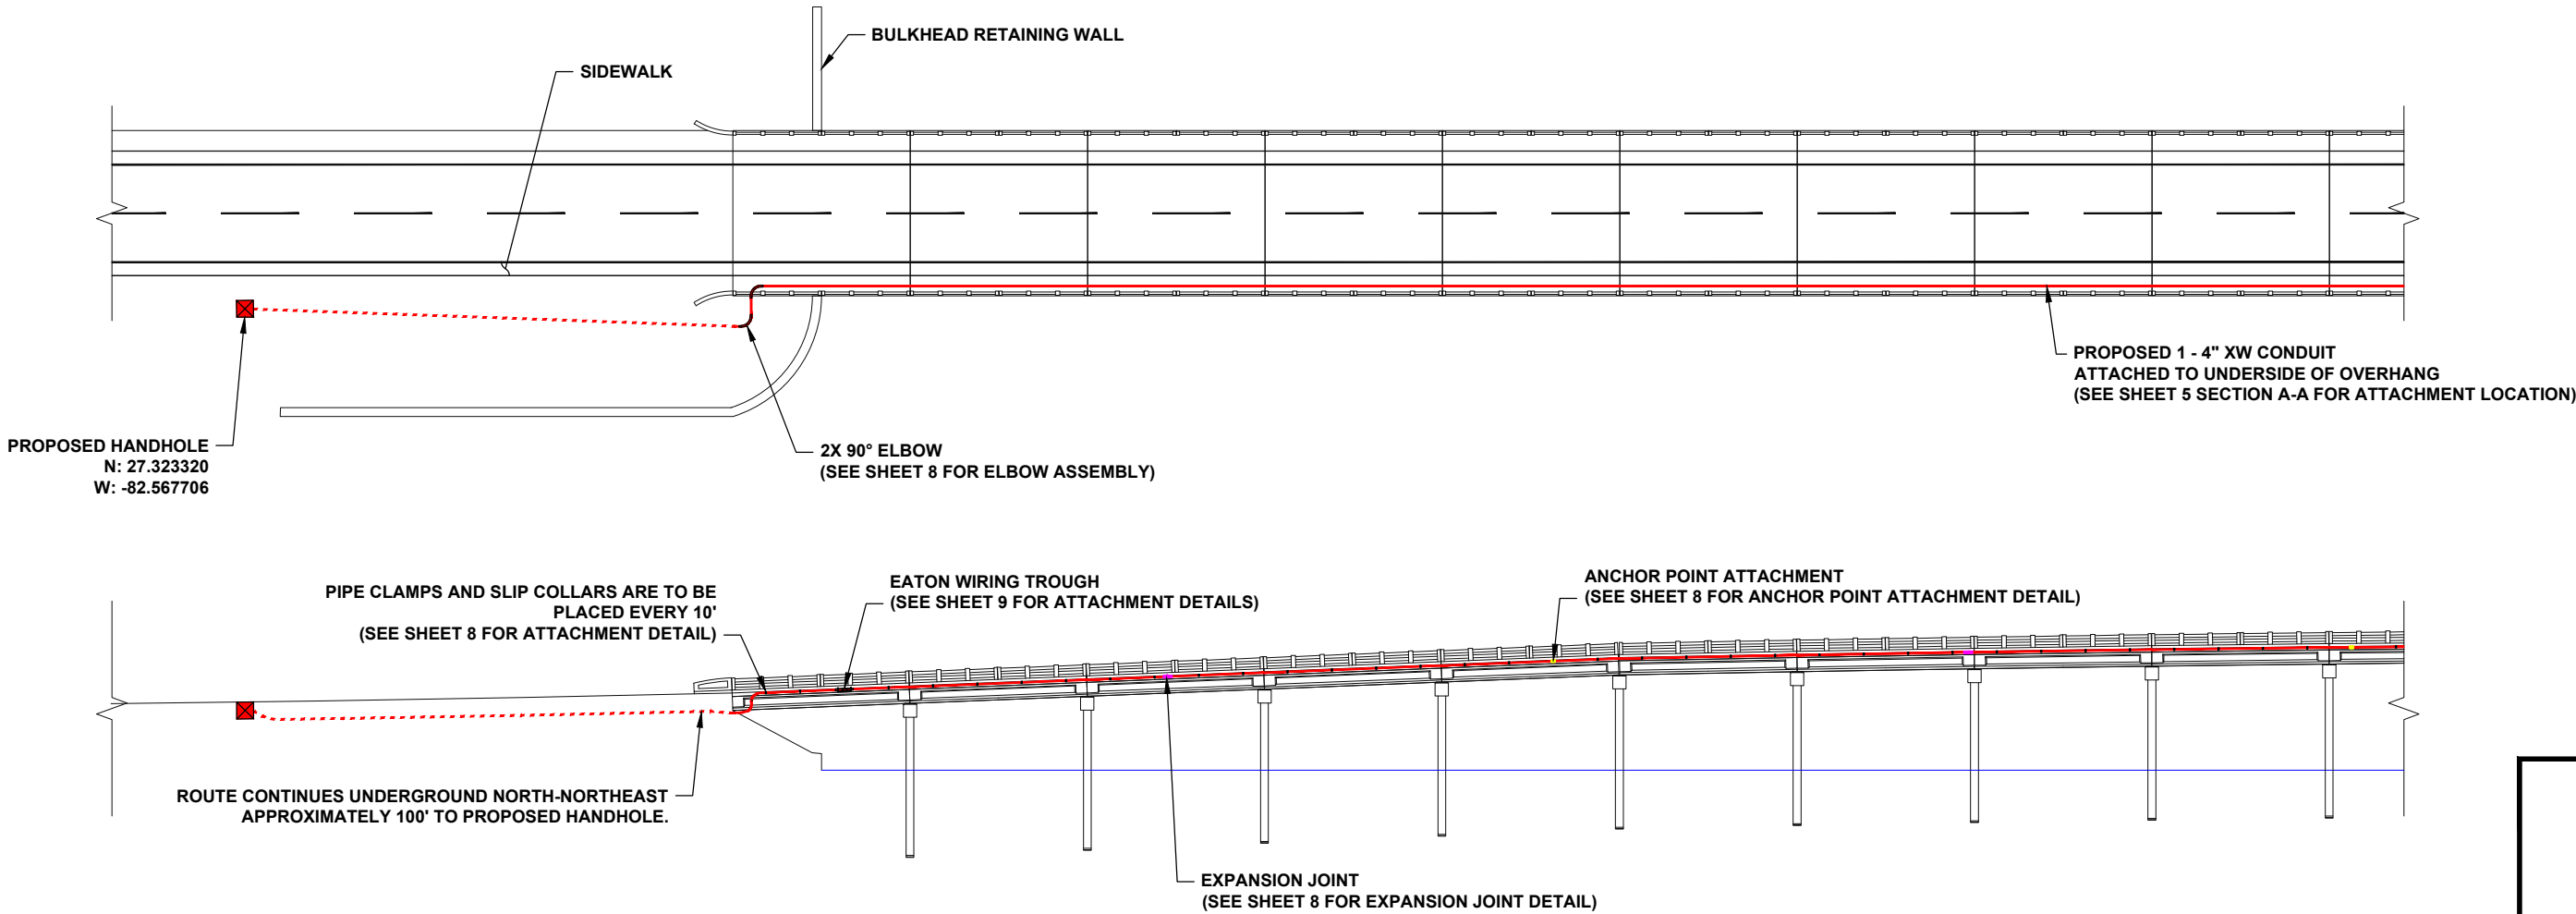 BULKHEAD RETAINING WALL
SIDEWALK
PROPOSED 1 - 4" XW CONDUIT
ATTACHED TO UNDERSIDE OF OVERHANG
(SEE SHEET 5 SECTION A-A FOR ATTACHMENT LOCATION)
PROPOSED HANDHOLE
N: 27.323320
W: -82.567706
2X 90° ELBOW
(SEE SHEET 8 FOR ELBOW ASSEMBLY)
PIPE CLAMPS AND SLIP COLLARS ARE TO BE
PLACED EVERY 10'
(SEE SHEET 8 FOR ATTACHMENT DETAIL)
EATON WIRING TROUGH
(SEE SHEET 9 FOR ATTACHMENT DETAILS)
ANCHOR POINT ATTACHMENT
(SEE SHEET 8 FOR ANCHOR POINT ATTACHMENT DETAIL)
ROUTE CONTINUES UNDERGROUND NORTH-NORTHEAST
APPROXIMATELY 100' TO PROPOSED HANDHOLE.
EXPANSION JOINT
(SEE SHEET 8 FOR EXPANSION JOINT DETAIL)